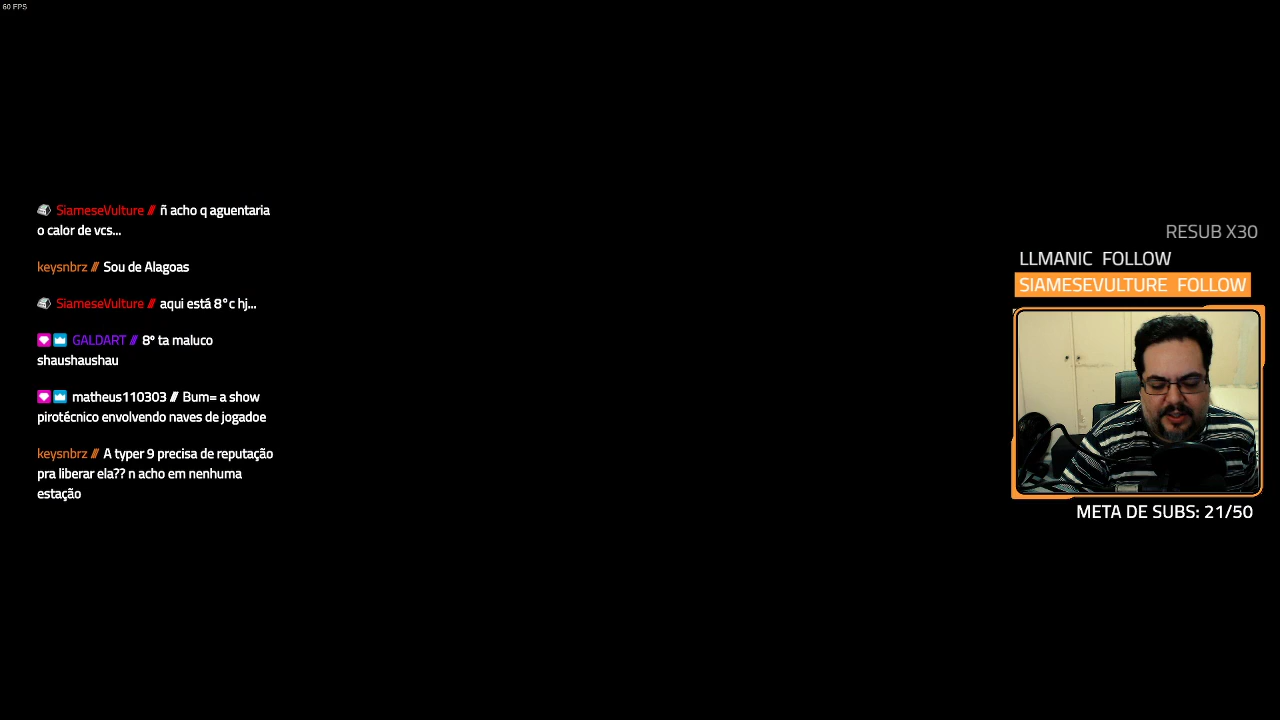 60 FPS
SiameseVulture /// ñ acho q aguentaria
o calor de vcs...
keysnbrz /// Sou de Alagoas
SiameseVulture /// aqui está 8°c hj...
GALDART /// 8º ta maluco
shaushaushau
matheus110303 /// Bum= a show
pirotécnico envolvendo naves de jogadoe
keysnbrz /// A typer 9 precisa de reputação
pra liberar ela?? n acho em nenhuma
estação
RESUB X30
LLMANIC FOLLOW
SIAMESEVULTURE FOLLOW
META DE SUBS: 21/50